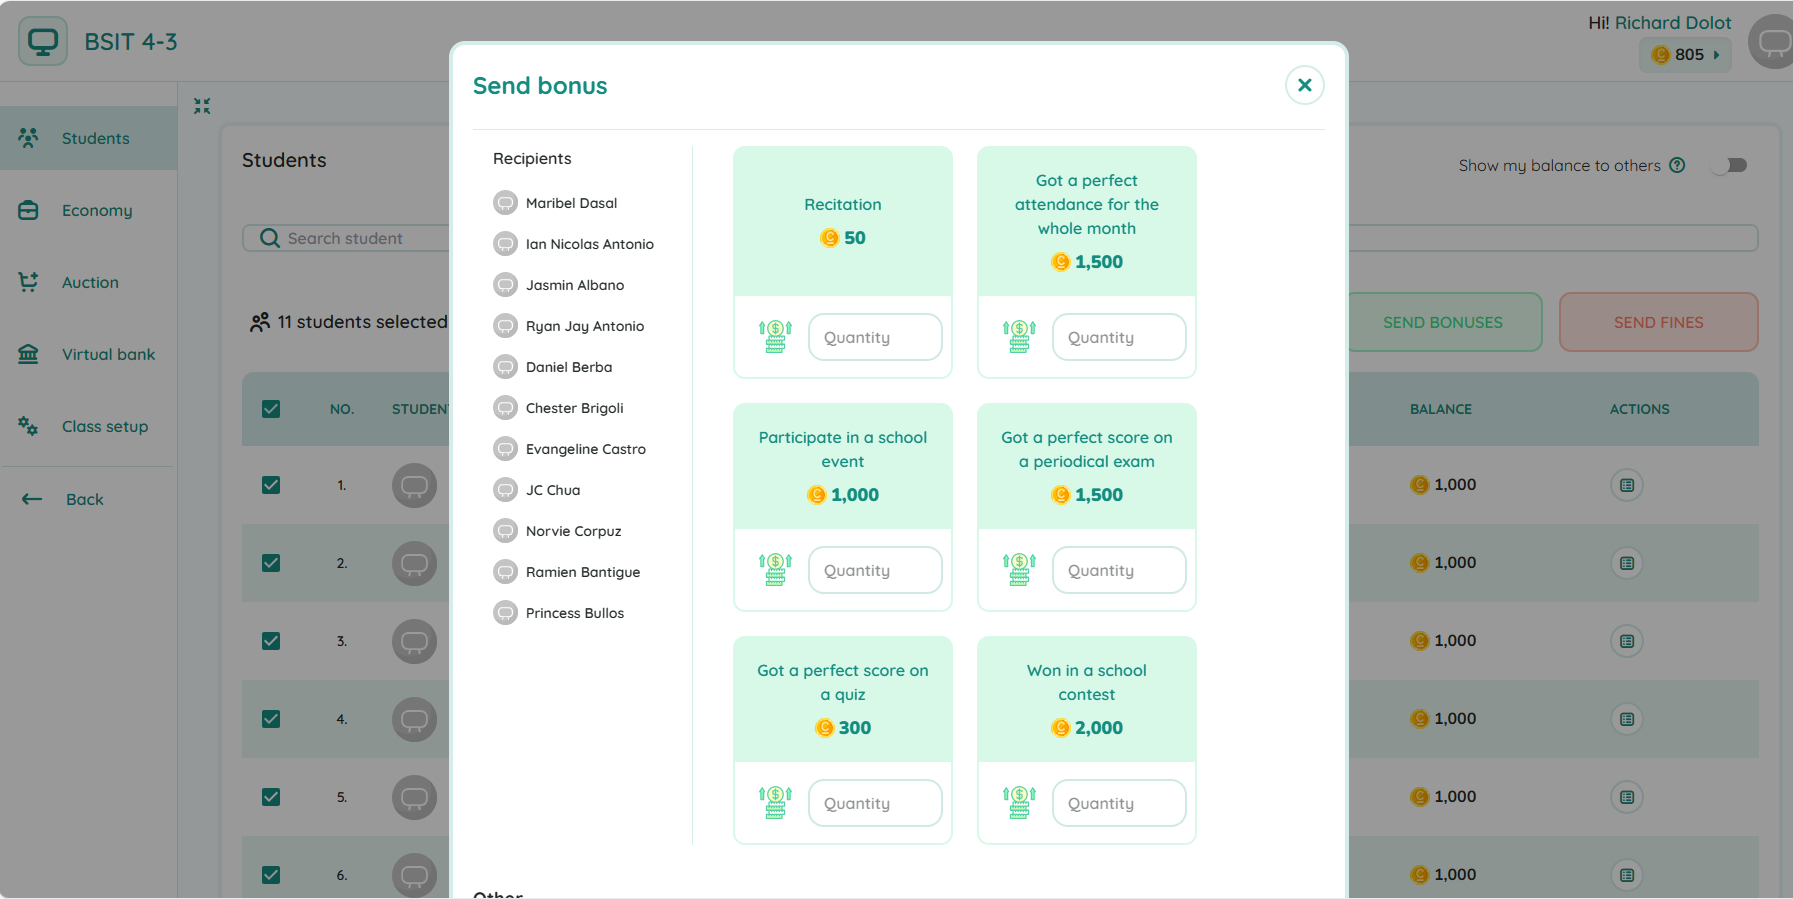 BSIT 4-3
Hi! Richard Dolot
805
Students
Economy
Auction
Virtual bank
Class setup
Back
Students
Show my balance to others
Search student
11 students selected
SEND BONUSES
SEND FINES
NO.
BALANCE
ACTIONS
1.
1,000
2.
1,000
3.
1,000
4.
1,000
5.
1,000
6.
1,000
Send bonus
Recipients
Maribel Dasal
Ian Nicolas Antonio
Jasmin Albano
Ryan Jay Antonio
Daniel Berba
Chester Brigoli
Evangeline Castro
JC Chua
Norvie Corpuz
Ramien Bantigue
Princess Bullos
Recitation
50
Quantity
Got a perfect
attendance for the
whole month
1,500
Quantity
Participate in a school
event
1,000
Quantity
Got a perfect score on
a periodical exam
1,500
Quantity
Got a perfect score on
a quiz
300
Quantity
Won in a school
contest
2,000
Quantity
Other